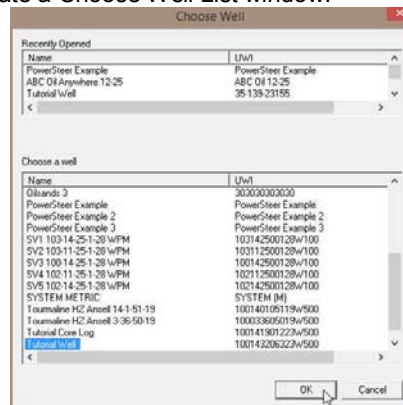 Choose Well
Recently Opened
Name UWI
PowerSteer Example PowerSteer Example
ABC Oil Anywhere 12-25 ABC Oil 12-25
Tutorial Well 35-139-23155
Choose a well
Name UWI
Oilsands 3 303030303030
PowerSteer Example PowerSteer Example
PowerSteer Example 2 PowerSteer Example 2
PowerSteer Example 3 PowerSteer Example 3
SV1 103-14-25-1-28 WPM 103142500128W100
SV2 103-11-25-1-28 WPM 103112500128W100
SV3 100-14-25-1-28 WPM 100142500128W100
SV4 102-11-25-1-28 WPM 102112500128W100
SV5 102-14-25-1-28 WPM 102142500128W100
SYSTEM METRIC SYSTEM (M)
Tourmaline HZ Ansell 14-1-51-19 100140105119W500
Tourmaline HZ Ansell 3-36-50-19 100033605019W500
Tutorial Core Log 100141901223W500
Tutorial Well 100143206323W500
OK Cancel